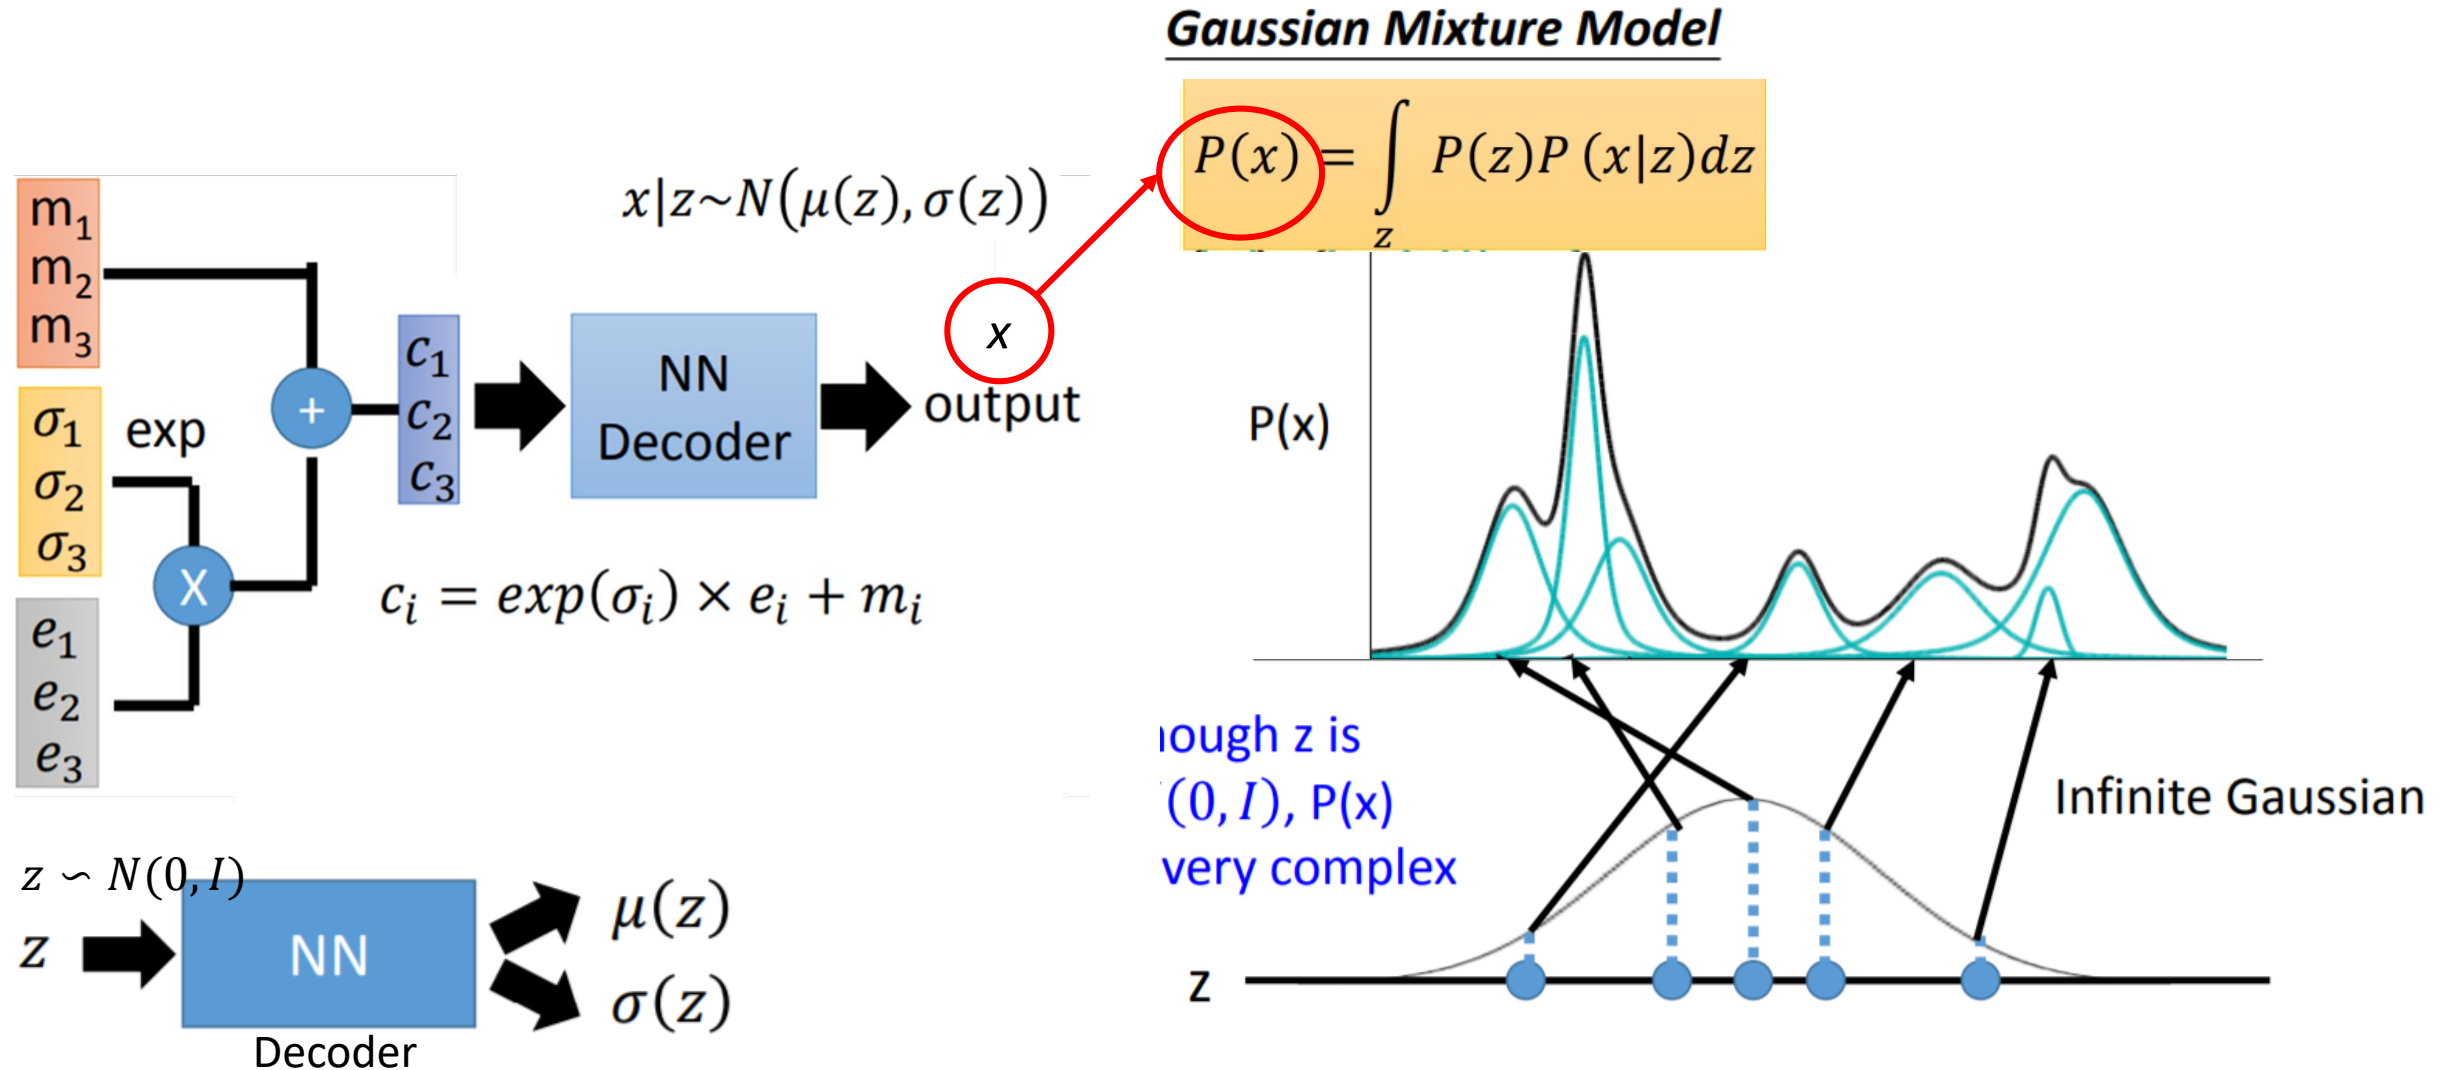 Gaussian Mixture Model
P(x) = ∫ P(z)P (x|z)dz
z
x|z~N(μ(z), σ(z))
m₁
m₂
m₃
x
σ₁
σ₂
σ₃
exp
+
c₁
c₂
c₃
NN
Decoder
output
P(x)
X
cᵢ = exp(σᵢ) × eᵢ + mᵢ
e₁
e₂
e₃
ough z is
(0, I), P(x)
very complex
Infinite Gaussian
z ∽ N(0, I)
z
NN
Decoder
μ(z)
σ(z)
z